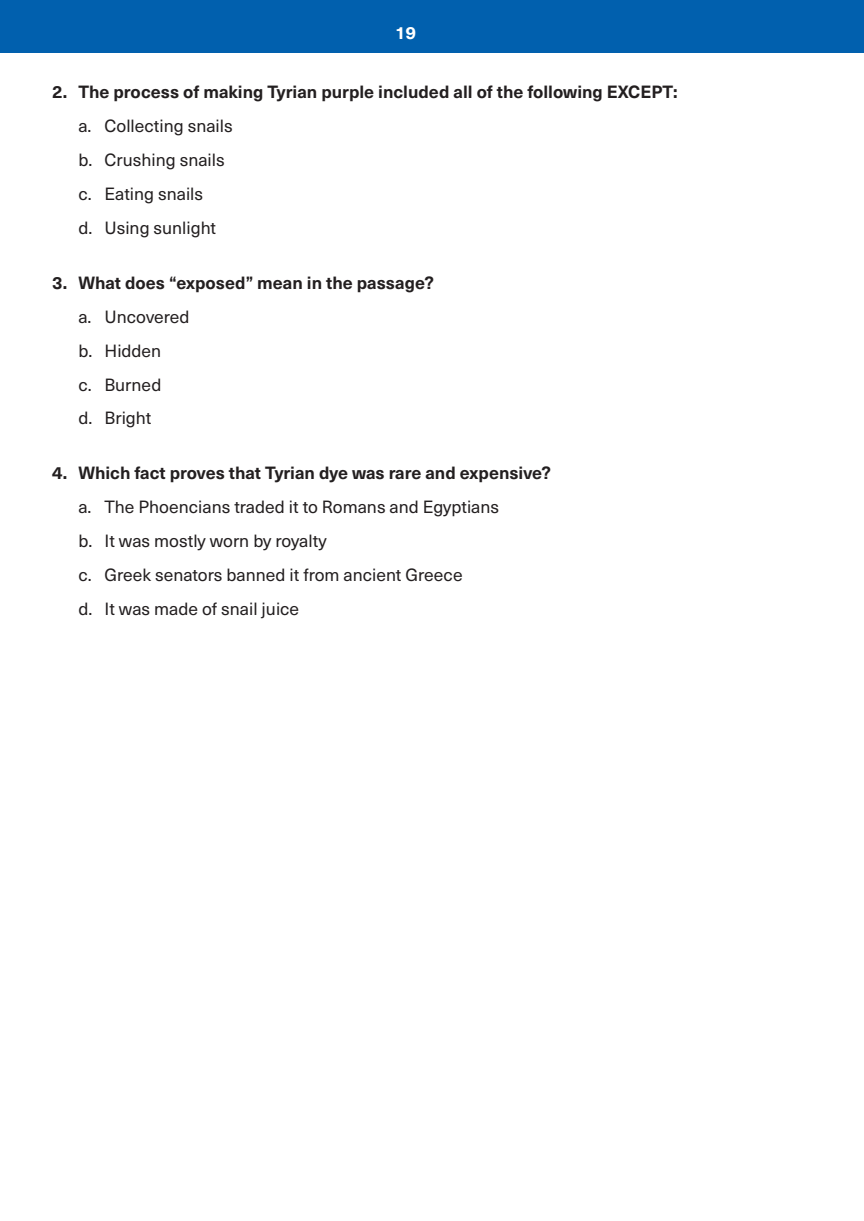 19
2. The process of making Tyrian purple included all of the following EXCEPT:
a. Collecting snails
b. Crushing snails
c. Eating snails
d. Using sunlight
3. What does “exposed” mean in the passage?
a. Uncovered
b. Hidden
c. Burned
d. Bright
4. Which fact proves that Tyrian dye was rare and expensive?
a. The Phoencians traded it to Romans and Egyptians
b. It was mostly worn by royalty
c. Greek senators banned it from ancient Greece
d. It was made of snail juice